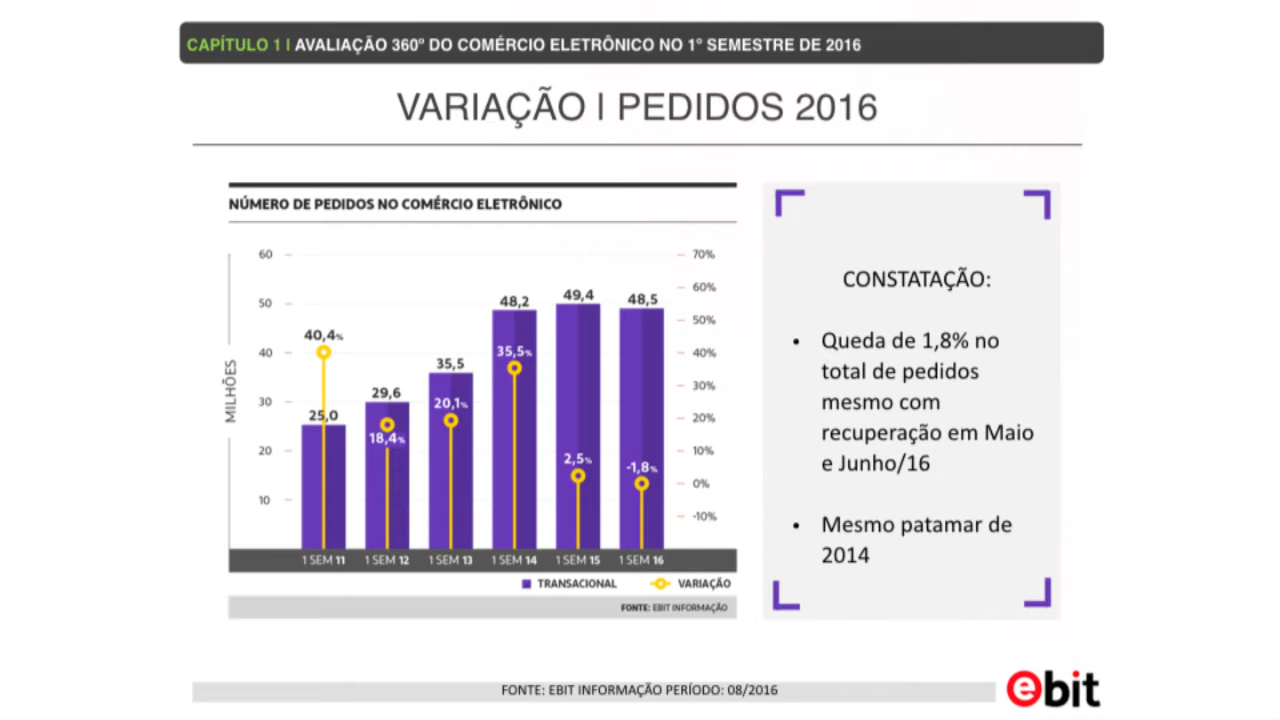 CAPÍTULO 1 | AVALIAÇÃO 360º DO COMÉRCIO ELETRÔNICO NO 1º SEMESTRE DE 2016
VARIAÇÃO | PEDIDOS 2016
NÚMERO DE PEDIDOS NO COMÉRCIO ELETRÔNICO
MILHÕES
60
50
40
30
20
10
70%
60%
50%
40%
30%
20%
10%
0%
-10%
40,4%
25,0
29,6
18,4%
35,5
20,1%
48,2
35,5%
49,4
2,5%
48,5
-1,8%
1 SEM 11 1 SEM 12 1 SEM 13 1 SEM 14 1 SEM 15 1 SEM 16
TRANSACIONAL VARIAÇÃO
FONTE: EBIT INFORMAÇÃO
CONSTATAÇÃO:
• Queda de 1,8% no
total de pedidos
mesmo com
recuperação em Maio
e Junho/16
• Mesmo patamar de
2014
FONTE: EBIT INFORMAÇÃO PERÍODO: 08/2016
ebit